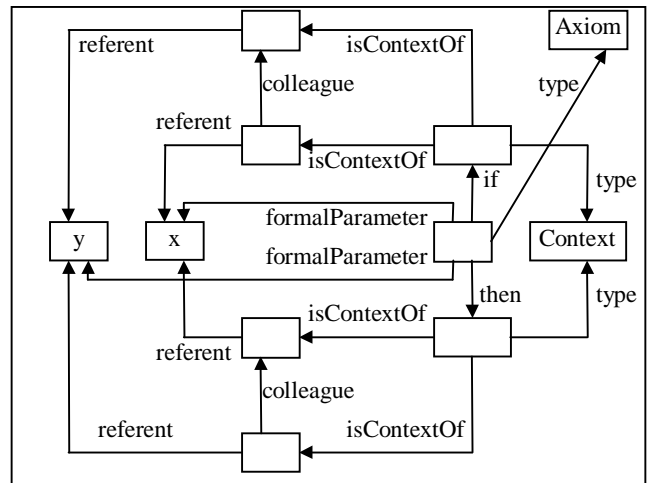 referent
isContextOf
Axiom
colleague
type
referent
isContextOf
if
type
formalParameter
y
x
formalParameter
Context
then
isContextOf
type
referent
colleague
referent
isContextOf